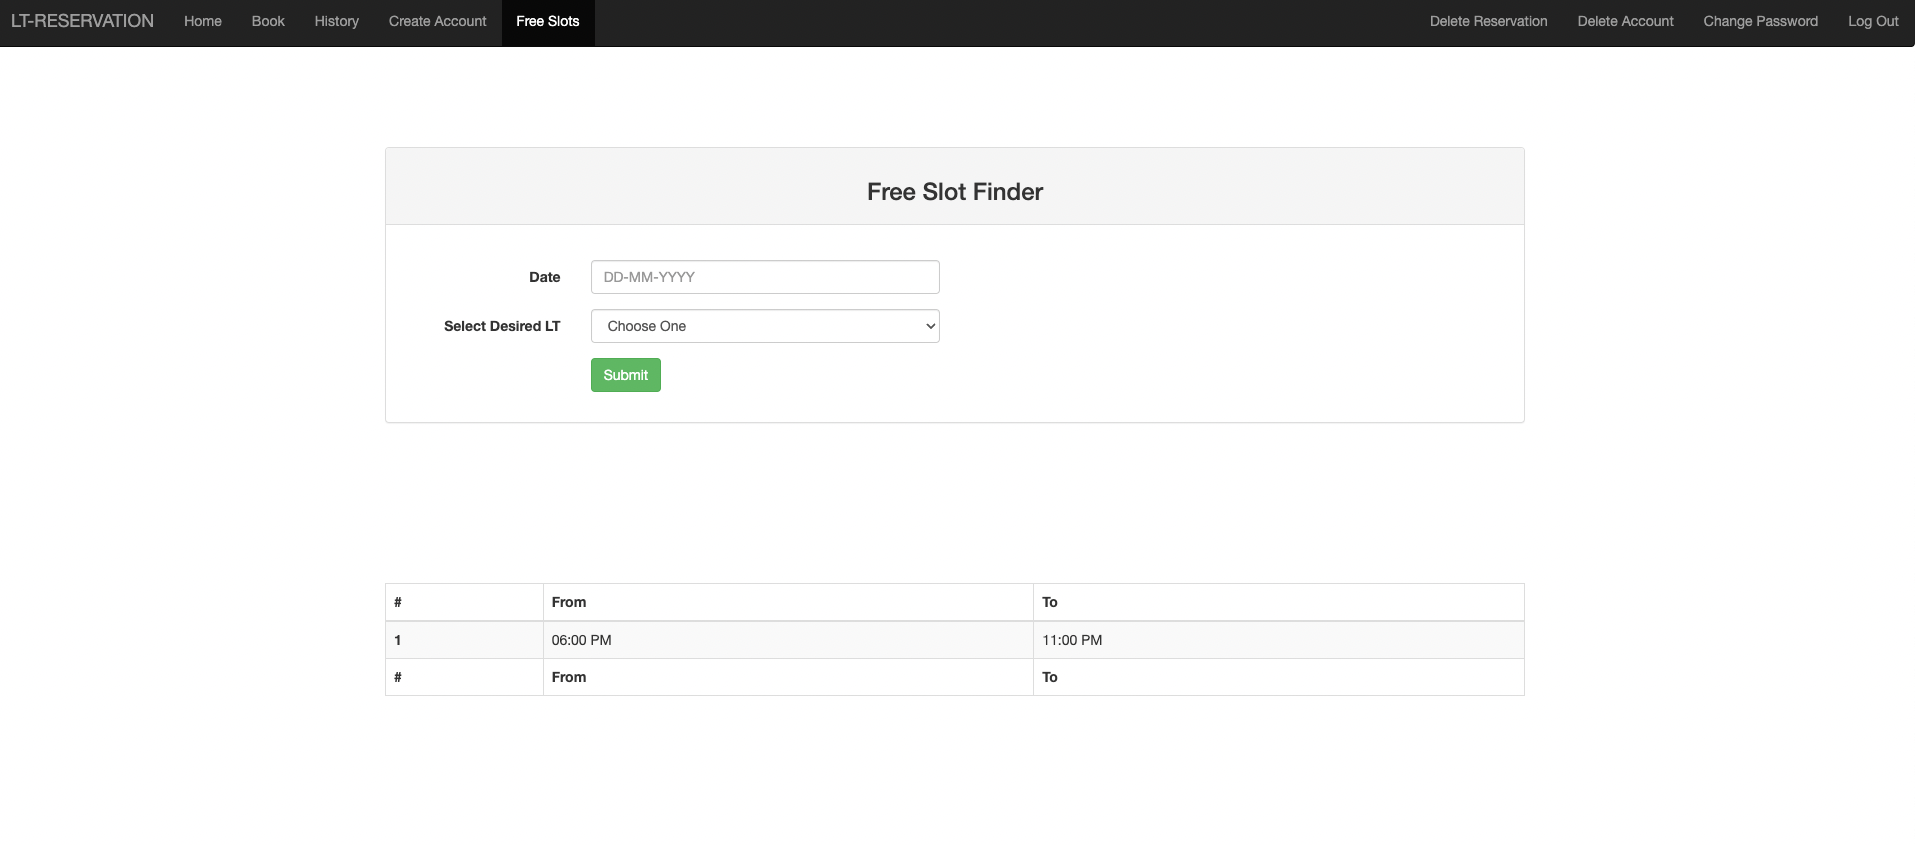 LT-RESERVATION Home Book History Create Account Free Slots Delete Reservation Delete Account Change Password Log Out
Free Slot Finder
Date DD-MM-YYYY
Select Desired LT Choose One
Submit
# From To
1 06:00 PM 11:00 PM
# From To